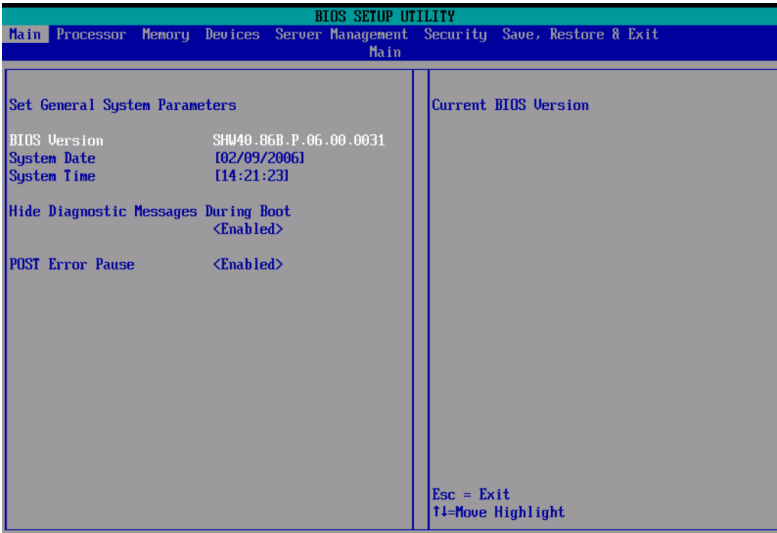 BIOS SETUP UTILITY
Main Processor Memory Devices Server Management Security Save, Restore & Exit
Main
Set General System Parameters
BIOS Version SHW40.86B.P.06.00.0031
System Date [02/09/2006]
System Time [14:21:23]
Hide Diagnostic Messages During Boot
<Enabled>
POST Error Pause <Enabled>
Current BIOS Version
Esc = Exit
↑↓=Move Highlight